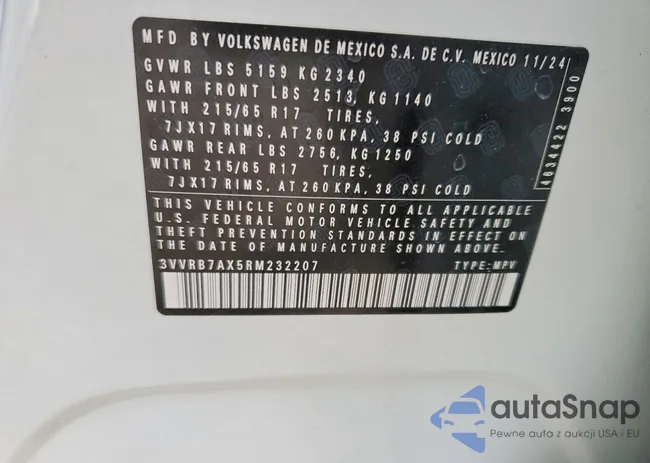 MFD BY VOLKSWAGEN DE MEXICO S.A. DE C.V. MEXICO 11/24
GVWR LBS 5159 KG 2340
GAWR FRONT LBS 2513, KG 1140
WITH 215/65 R17 TIRES,
7JX17 RIMS, AT 260 KPA, 38 PSI COLD
GAWR REAR LBS 2756, KG 1250
WITH 215/65 R17 TIRES,
7JX17 RIMS, AT 260 KPA, 38 PSI COLD
4634422 3900
THIS VEHICLE CONFORMS TO ALL APPLICABLE
U.S. FEDERAL MOTOR VEHICLE SAFETY AND
THEFT PREVENTION STANDARDS IN EFFECT ON
THE DATE OF MANUFACTURE SHOWN ABOVE.
3VVRB7AX5RM232207 TYPE: MPV
autaSnap
Pewne auta z aukcji USA i EU